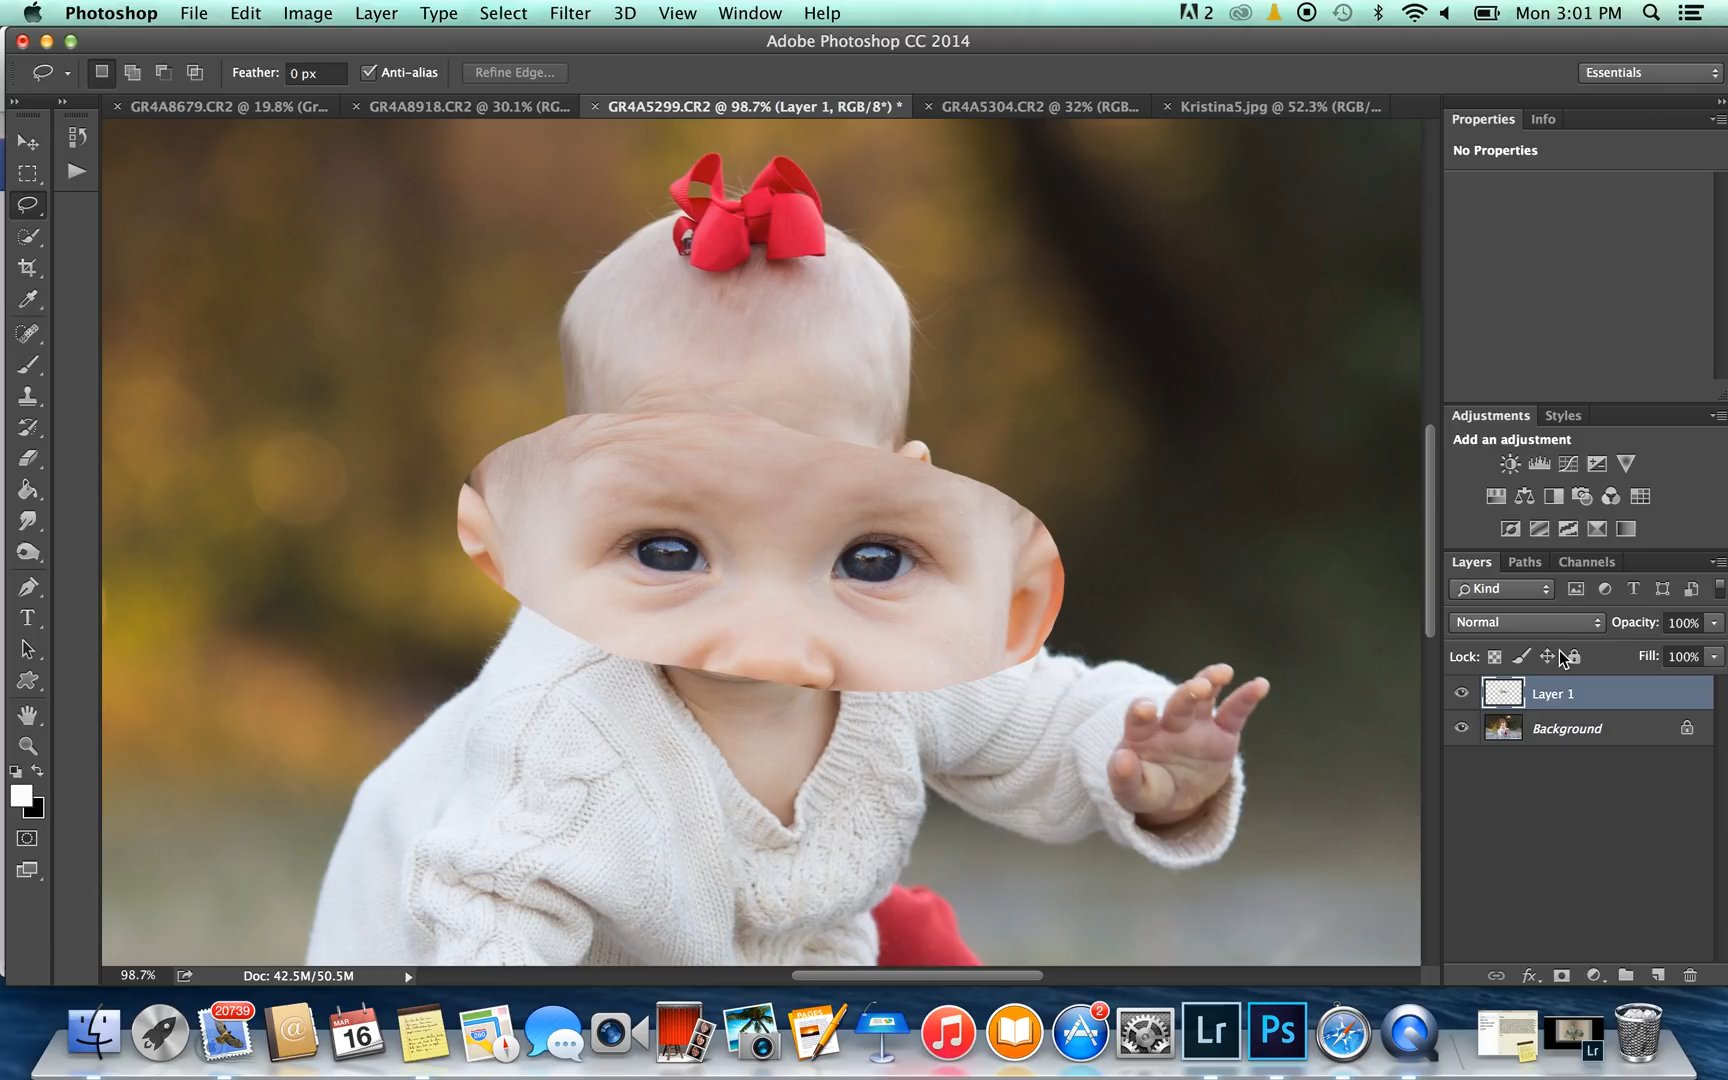 Photoshop File Edit Image Layer Type Select Filter 3D View Window Help 2 Mon 3:01 PM
Adobe Photoshop CC 2014
Feather: 0 px Anti-alias Refine Edge... Essentials
GR4A8679.CR2 @ 19.8% (Gr... GR4A8918.CR2 @ 30.1% (RG... GR4A5299.CR2 @ 98.7% (Layer 1, RGB/8*) * GR4A5304.CR2 @ 32% (RGB... Kristina5.jpg @ 52.3% (RGB/...
Properties Info
No Properties
Adjustments Styles
Add an adjustment
Layers Paths Channels
Kind
Normal Opacity: 100%
Lock: Fill: 100%
Layer 1
Background
98.7% Doc: 42.5M/50.5M
20739
MAR
16
280
PAGES
2
Lr
Ps
Lr